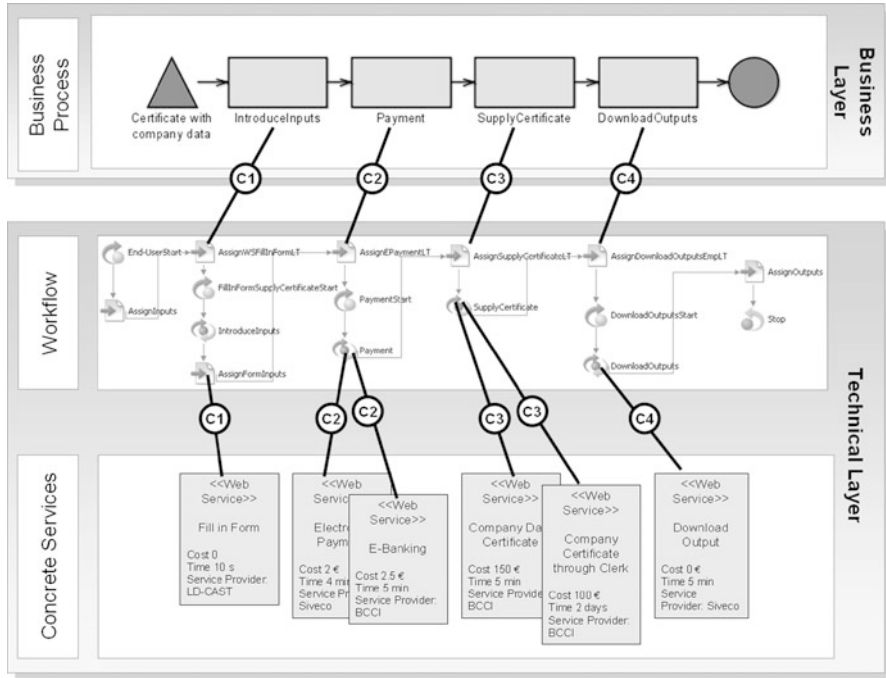 Business Process
Business Layer
Certificate with
company data
IntroduceInputs
Payment
SupplyCertificate
DownloadOutputs
C1
C2
C3
C4
Workflow
Technical Layer
End-UserStart
AssignWSFillInFormLT
AssignEPaymentLT
AssignSupplyCertificateLT
AssignDownloadOutputsEmpLT
AssignOutputs
FillInFormSupplyCertificateStart
PaymentStart
SupplyCertificate
AssignInputs
DownloadOutputsStart
Stop
IntroduceInputs
Payment
DownloadOutputs
AssignFormInputs
C1
C2
C2
C3
C3
C4
Concrete Services
<<Web
Service>>
Fill in Form
Cost 0
Time 10 s
Service Provider:
LD-CAST
<<Web
Servic
Electro
Paym
Cost 2 €
Time 4 min
Service Pro
Siveco
<<Web
Service>>
E-Banking
Cost 2.5 €
Time 5 min
Service Provider:
BCCI
<<Web
Service>>
Company Da
Certificate
Cost 150 €
Time 5 min
Service Provide
BCCI
<<Web
Service>>
Company
Certificate
through Clerk
Cost 100 €
Time 2 days
Service Provider:
BCCI
<<Web
Service>>
Download
Output
Cost 0 €
Time 5 min
Service
Provider: Siveco